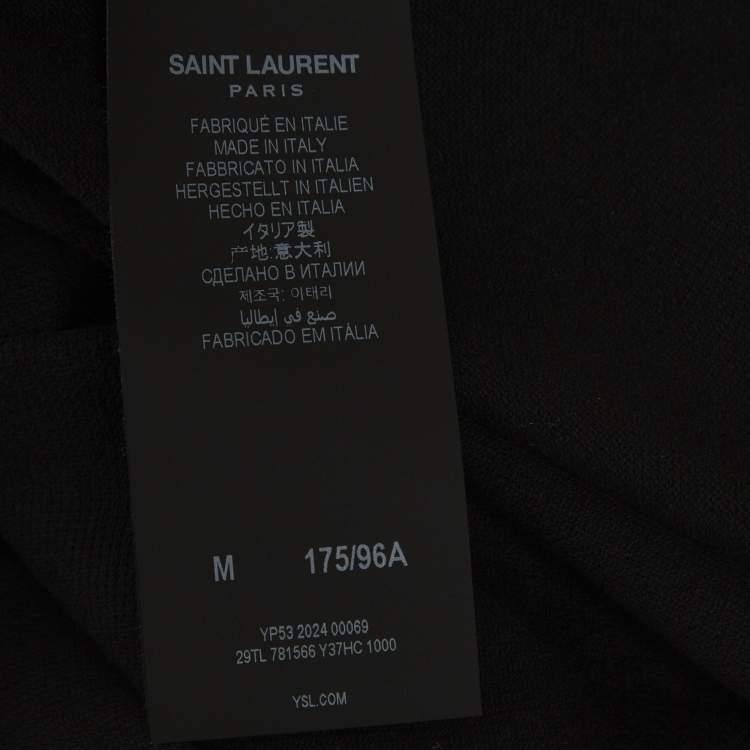 SAINT LAURENT
PARIS
FABRIQUÉ EN ITALIE
MADE IN ITALY
FABBRICATO IN ITALIA
HERGESTELLT IN ITALIEN
HECHO EN ITALIA
イタリア製
产地:意大利
СДЕЛАНО В ИТАЛИИ
제조국: 이태리
صنع في إيطاليا
FABRICADO EM ITÁLIA
M 175/96A
YP53 2024 00069
29TL 781566 Y37HC 1000
YSL.COM